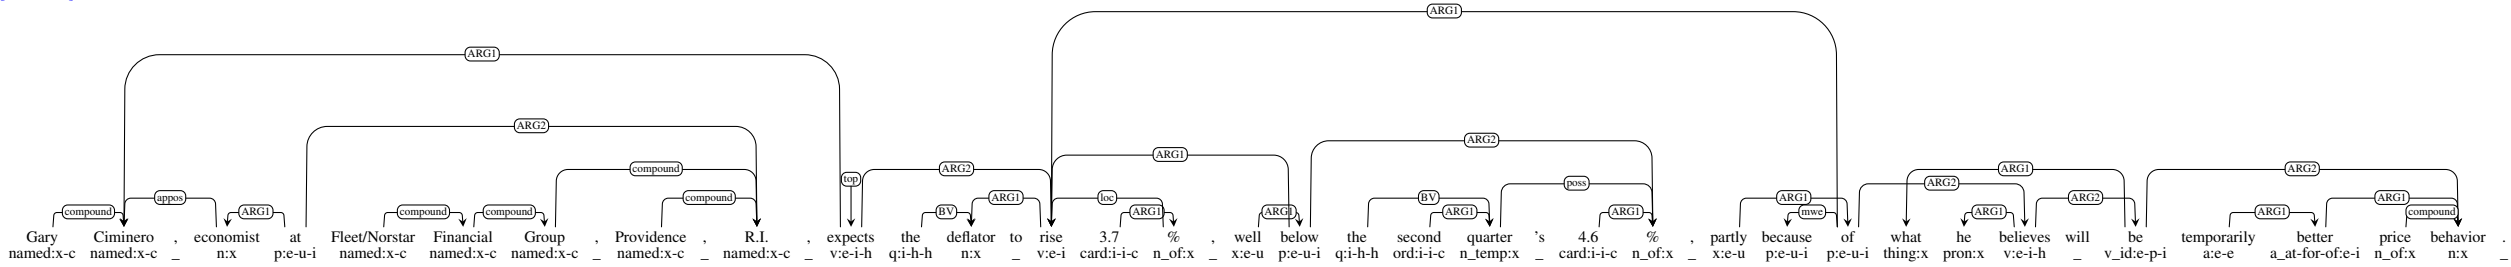 ARG1
ARG1
ARG2
ARG2
ARG1
compound top ARG2 ARG1 ARG2
compound appos ARG1 compound compound compound BV ARG1 loc ARG1 ARG1 BV ARG1 poss ARG1 ARG1 mwe ARG2 ARG1 ARG2 ARG1 ARG1 compound
Gary Ciminero , economist at Fleet/Norstar Financial Group , Providence , R.I. , expects the deflator to rise 3.7 % , well below the second quarter 's 4.6 % , partly because of what he believes will be temporarily better price behavior .
named:x-c named:x-c _ n:x p:e-u-i named:x-c named:x-c named:x-c _ named:x-c _ named:x-c _ v:e-i-h q:i-h-h n:x _ v:e-i card:i-i-c n_of:x _ x:e-u p:e-u-i q:i-h-h ord:i-i-c n_temp:x _ card:i-i-c n_of:x _ x:e-u p:e-u-i p:e-u-i thing:x pron:x v:e-i-h _ v_id:e-p-i a:e-e a_at-for-of:e-i n_of:x n:x _